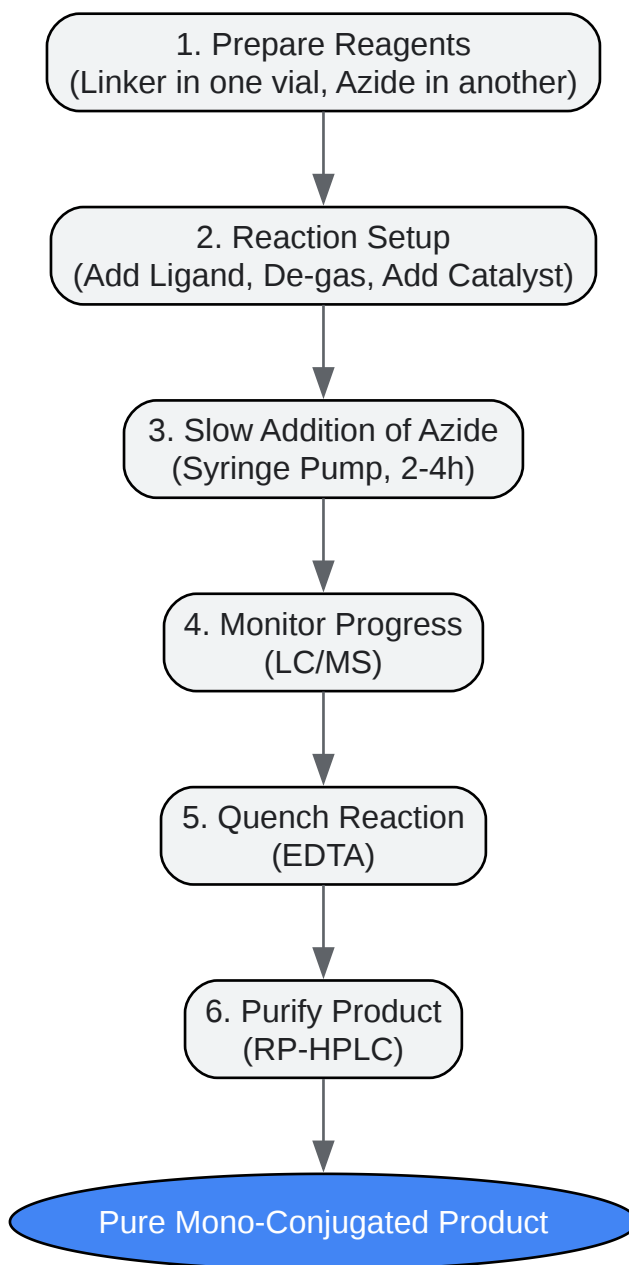 1. Prepare Reagents
(Linker in one vial, Azide in another)
2. Reaction Setup
(Add Ligand, De-gas, Add Catalyst)
3. Slow Addition of Azide
(Syringe Pump, 2-4h)
4. Monitor Progress
(LC/MS)
5. Quench Reaction
(EDTA)
6. Purify Product
(RP-HPLC)
Pure Mono-Conjugated Product